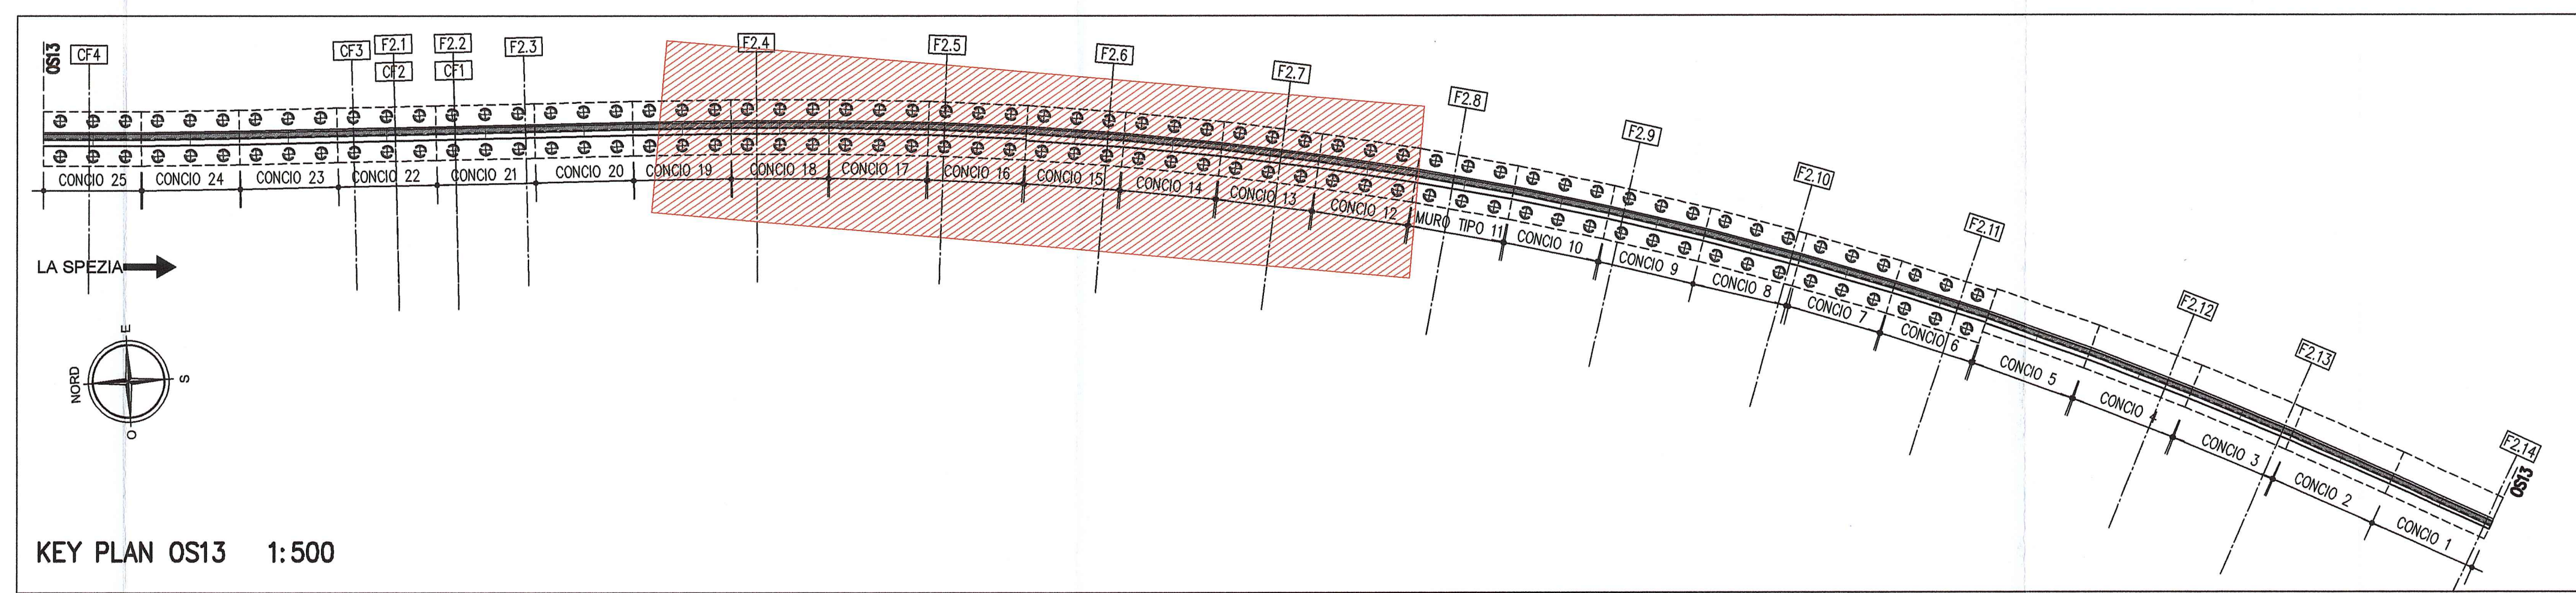 OS13
CF4
CF3
F2.1
CF2
F2.2
CF1
F2.3
F2.4
F2.5
F2.6
F2.7
F2.8
F2.9
F2.10
F2.11
F2.12
F2.13
F2.14
OS13
CONCIO 25
CONCIO 24
CONCIO 23
CONCIO 22
CONCIO 21
CONCIO 20
CONCIO 19
CONCIO 18
CONCIO 17
CONCIO 16
CONCIO 15
CONCIO 14
CONCIO 13
CONCIO 12
MURO TIPO 11
CONCIO 10
CONCIO 9
CONCIO 8
CONCIO 7
CONCIO 6
CONCIO 5
CONCIO 4
CONCIO 3
CONCIO 2
CONCIO 1
LA SPEZIA
E
NORD
S
O
KEY PLAN OS13 1:500